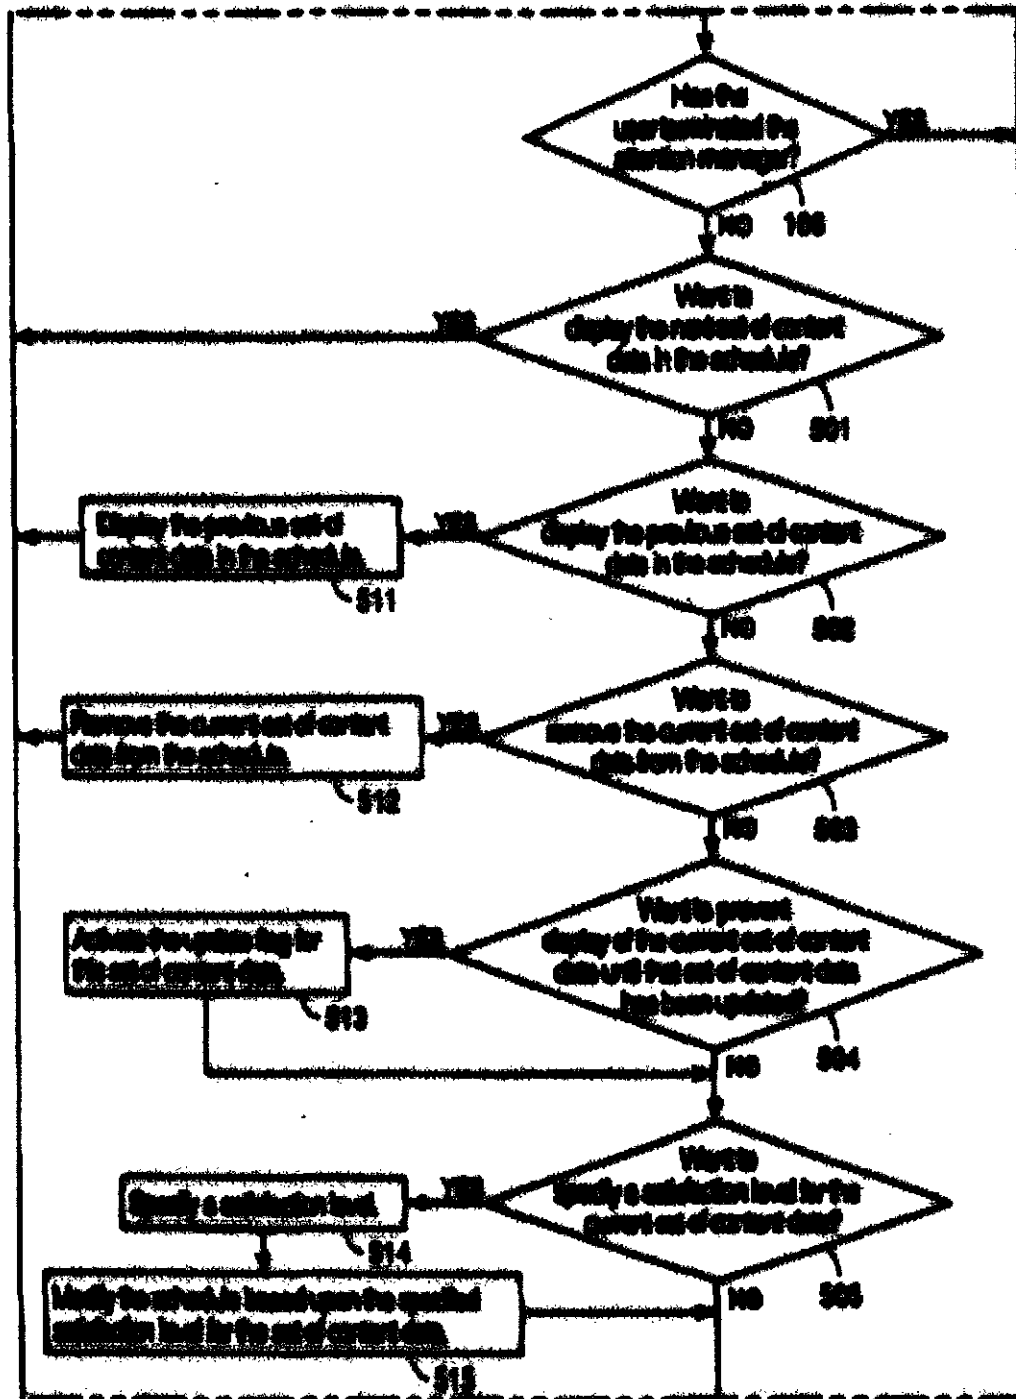 Has the
user terminated the
attention manager?
YES
NO
106
Want to
display the next set of content
data in the schedule?
YES
NO
501
Want to
display the previous set of content
data in the schedule?
YES
Display the previous set of
content data in the schedule.
511
NO
502
Want to
remove the current set of content
data from the schedule?
YES
Remove the current set of content
data from the schedule.
512
NO
503
Want to prevent
display of the current set of content
data until that set of content data
has been updated?
YES
Activate the update flag for
this set of content data.
513
NO
504
Want to
Specify a satisfaction level for the
current set of content data?
YES
Specify a satisfaction level.
514
NO
505
Modify the schedule based upon the specified
satisfaction level for the set of content data.
515